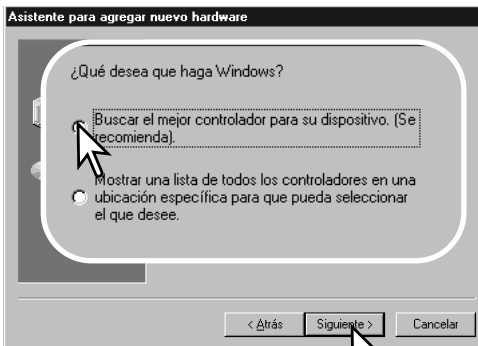 Asistente para agregar nuevo hardware
¿Qué desea que haga Windows?
Buscar el mejor controlador para su dispositivo. (Se
recomienda).
Mostrar una lista de todos los controladores en una
ubicación específica para que pueda seleccionar
el que desee.
< Atrás Siguiente > Cancelar